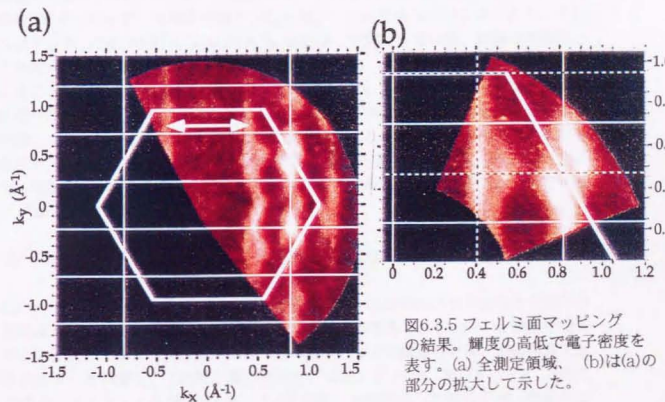 (a)
(b)
1.5
1.0
0.5
0
-0.5
-1.0
-1.5
-1.5
-1.0
-0.5
0
0.5
1.0
1.5
ky (Å-1)
kx (Å-1)
0
0.2
0.4
0.6
0.8
1.0
1.2
図6.3.5 フェルミ面マッピング
の結果。輝度の高低で電子密度を
表す。(a) 全測定領域、 (b)は(a)の
部分の拡大して示した。